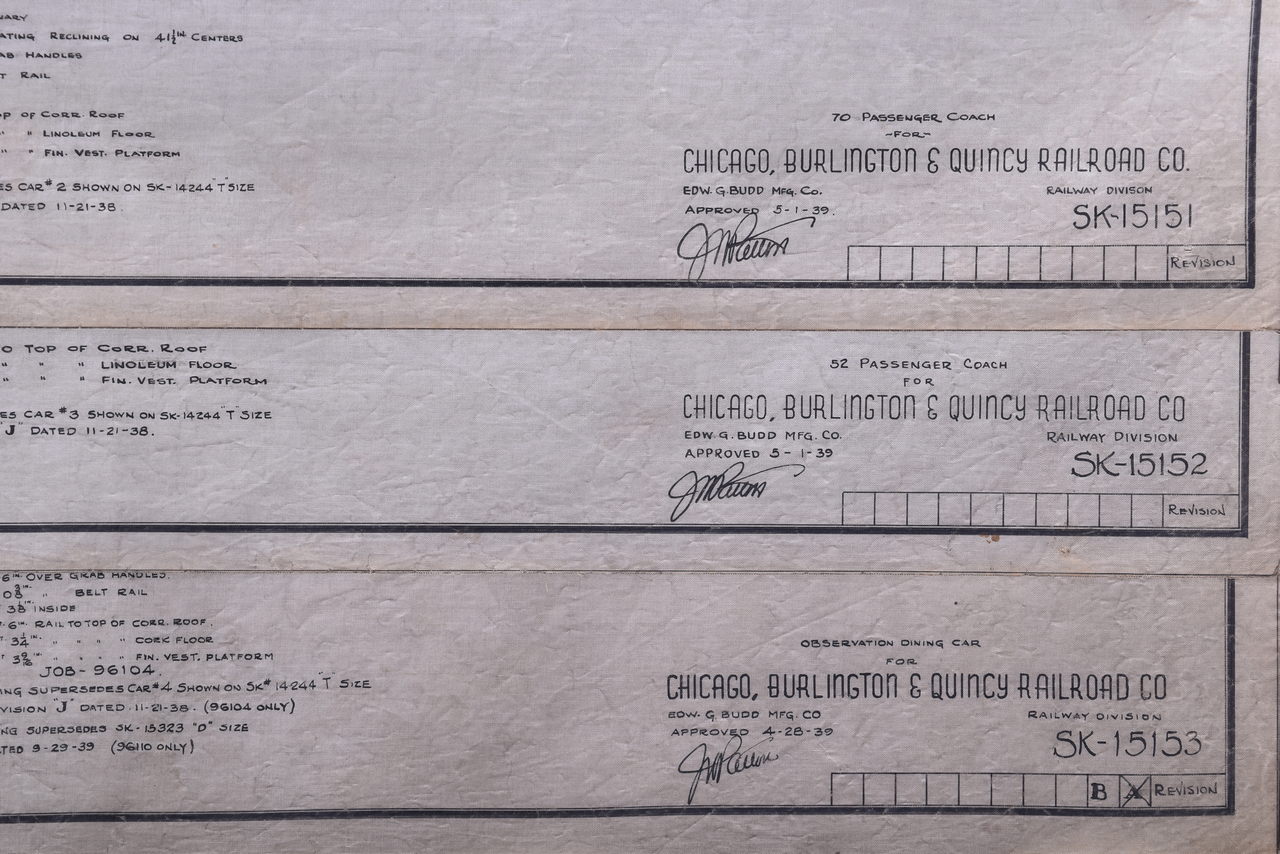 ATING RECLINING ON 41½IN CENTERS
AB HANDLES
T RAIL
P OF CORR. ROOF
" " LINOLEUM FLOOR
" " FIN. VEST. PLATFORM
ES CAR #2 SHOWN ON SK-14244 "T" SIZE
DATED 11-21-38.
70 PASSENGER COACH
~FOR~
CHICAGO, BURLINGTON & QUINCY RAILROAD CO.
EDW. G. BUDD MFG. CO. RAILWAY DIVISON
APPROVED 5-1-39. SK-15151
REVISION
O TOP OF CORR. ROOF
" " " LINOLEUM FLOOR
" " " FIN. VEST. PLATFORM
ES CAR #3 SHOWN ON SK-14244 "T" SIZE
"J" DATED 11-21-38.
52 PASSENGER COACH
FOR
CHICAGO, BURLINGTON & QUINCY RAILROAD CO
EDW. G. BUDD MFG. CO. RAILWAY DIVISION
APPROVED 5-1-39 SK-15152
REVISION
6IN. OVER GRAB HANDLES.
" BELT RAIL
INSIDE
6IN. RAIL TO TOP OF CORR. ROOF.
" " " " CORK FLOOR
" " " " FIN. VEST. PLATFORM
JOB-96104.
NG SUPERSEDES CAR #4 SHOWN ON SK# 14244 "T" SIZE
VISION "J" DATED 11-21-38. (96104 ONLY)
NG SUPERSEDES SK-15323 "D" SIZE
TED 9-29-39 (96110 ONLY)
OBSERVATION DINING CAR
FOR
CHICAGO, BURLINGTON & QUINCY RAILROAD CO
EDW. G. BUDD MFG. CO RAILWAY DIVISION
APPROVED 4-28-39 SK-15153
B A REVISION